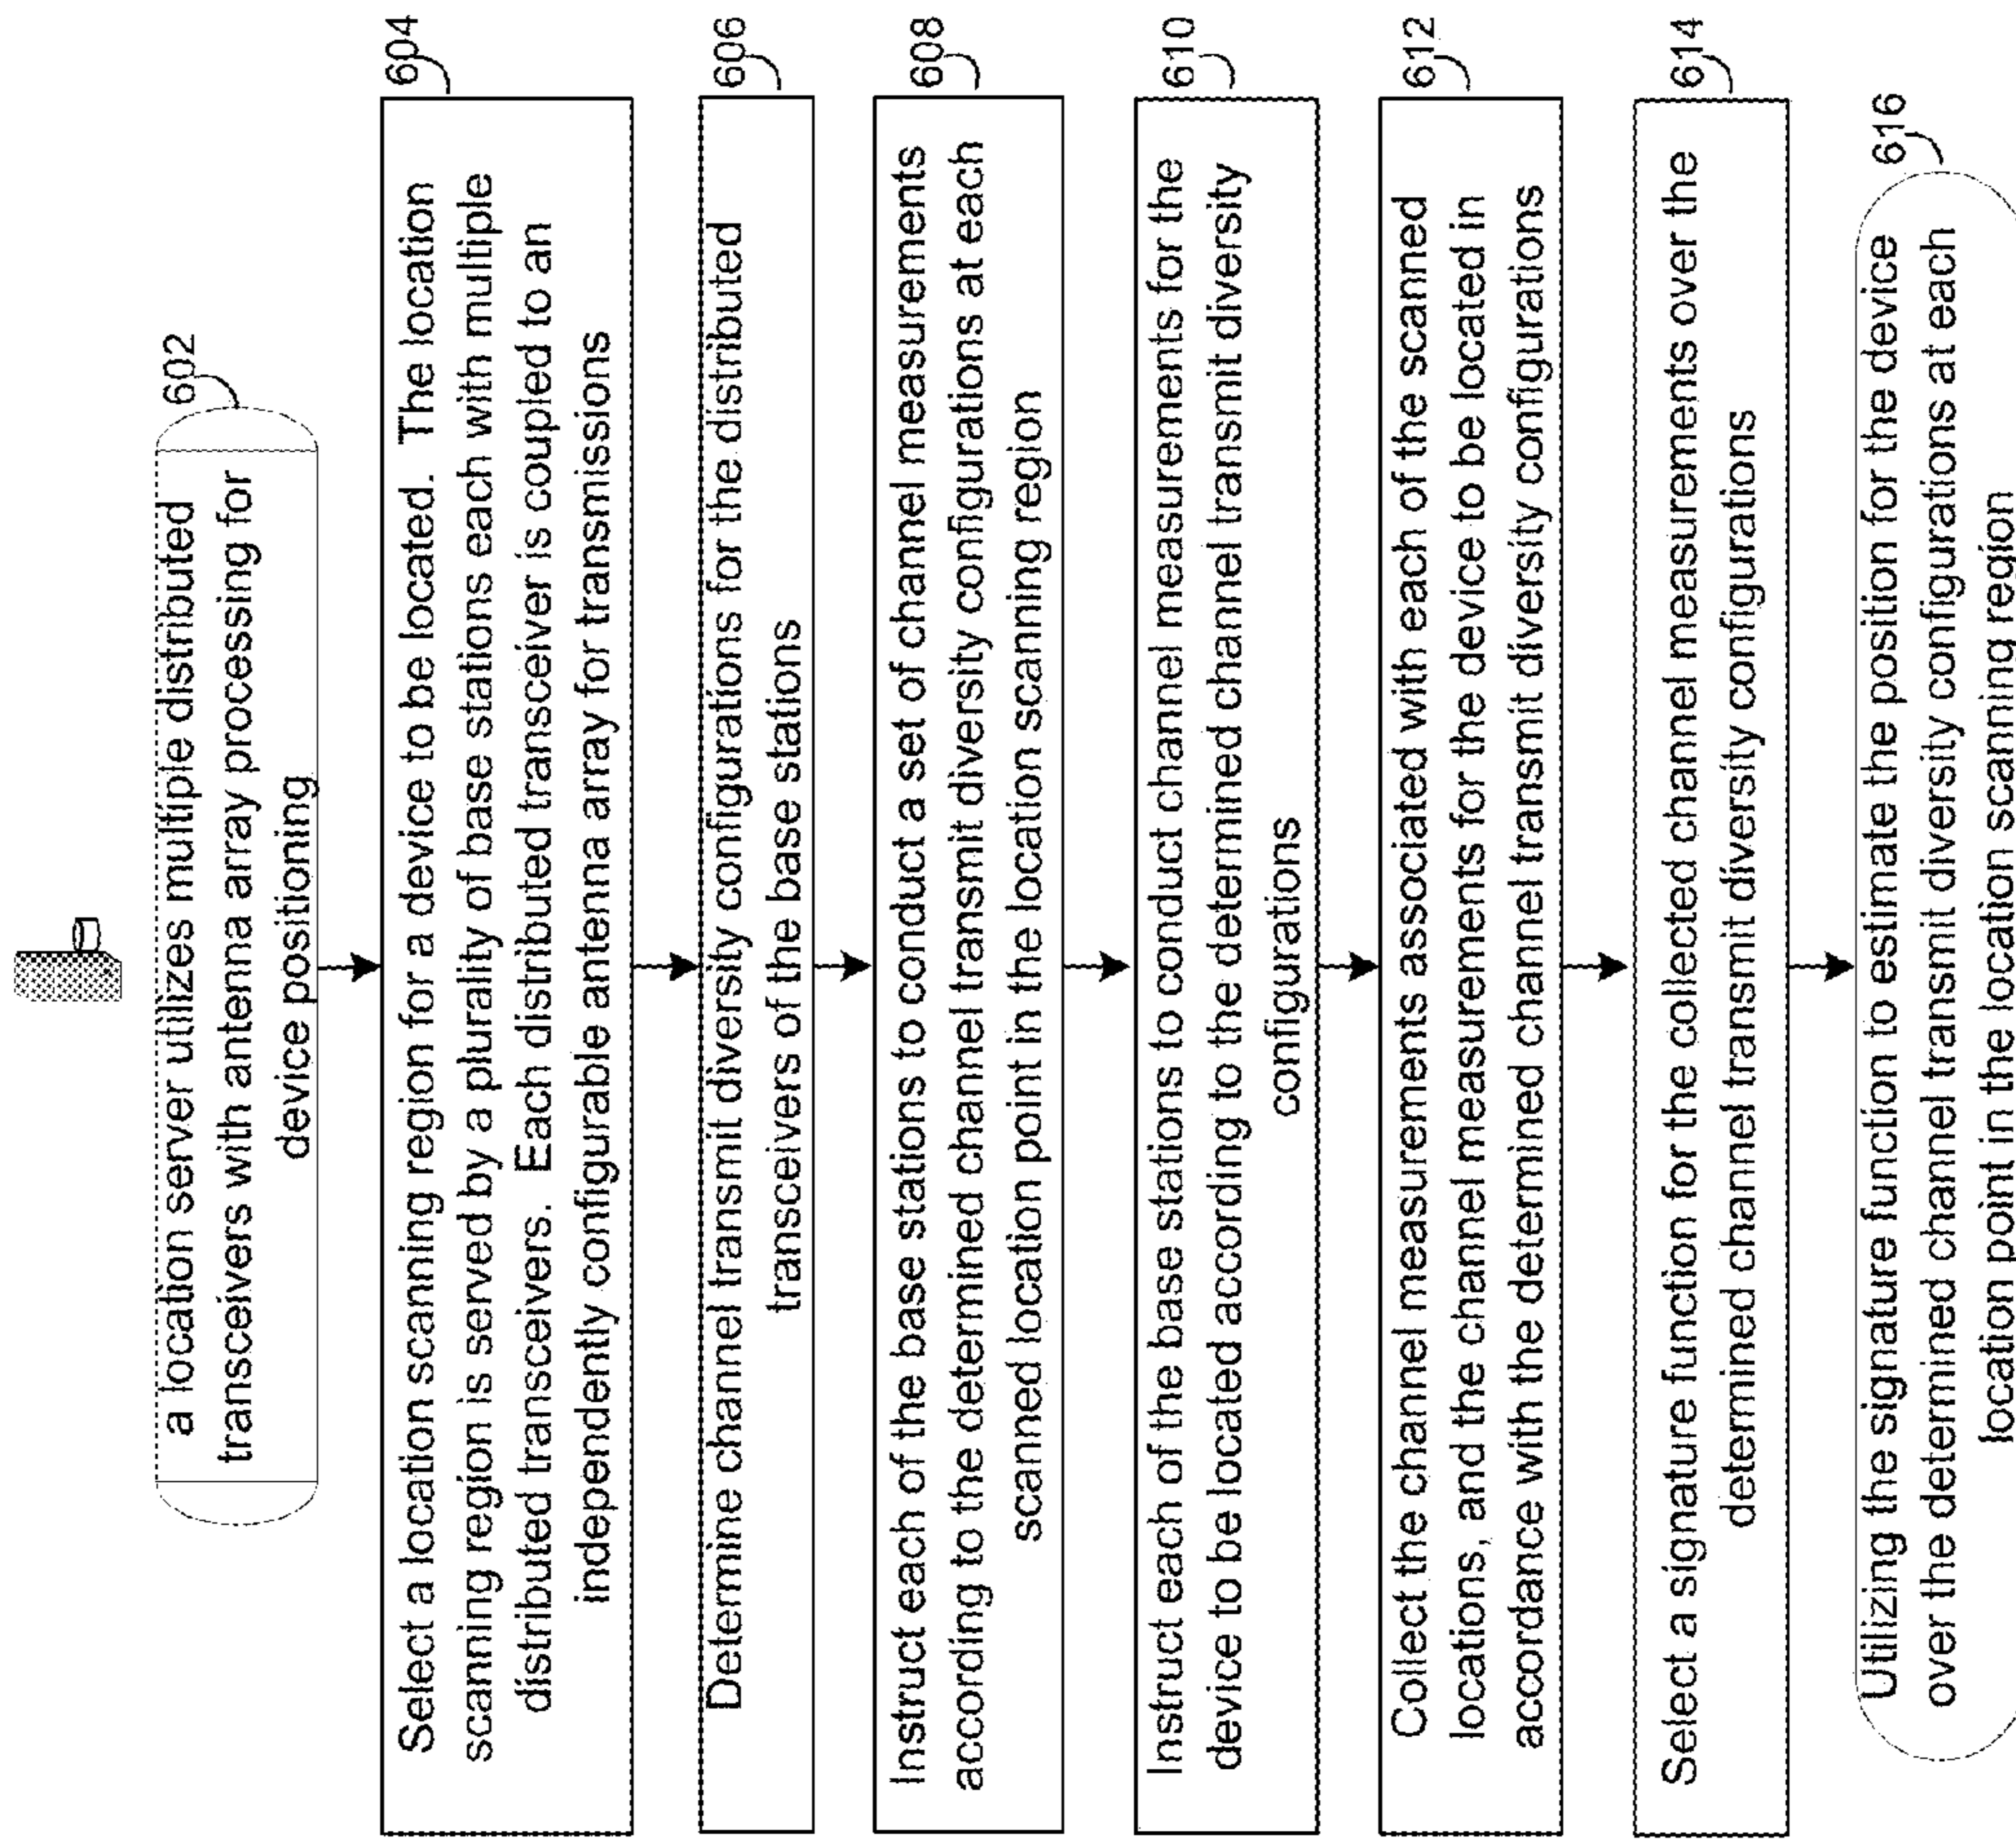 a location server utilizes multiple distributed
transceivers with antenna array processing for
device positioning
602
Select a location scanning region for a device to be located. The location
scanning region is served by a plurality of base stations each with multiple
distributed transceivers. Each distributed transceiver is coupled to an
independently configurable antenna array for transmissions
604
Determine channel transmit diversity configurations for the distributed
transceivers of the base stations
606
Instruct each of the base stations to conduct a set of channel measurements
according to the determined channel transmit diversity configurations at each
scanned location point in the location scanning region
608
Instruct each of the base stations to conduct channel measurements for the
device to be located according to the determined channel transmit diversity
configurations
610
Collect the channel measurements associated with each of the scanned
locations, and the channel measurements for the device to be located in
accordance with the determined channel transmit diversity configurations
612
Select a signature function for the collected channel measurements over the
determined channel transmit diversity configurations
614
Utilizing the signature function to estimate the position for the device
over the determined channel transmit diversity configurations at each
location point in the location scanning region
616